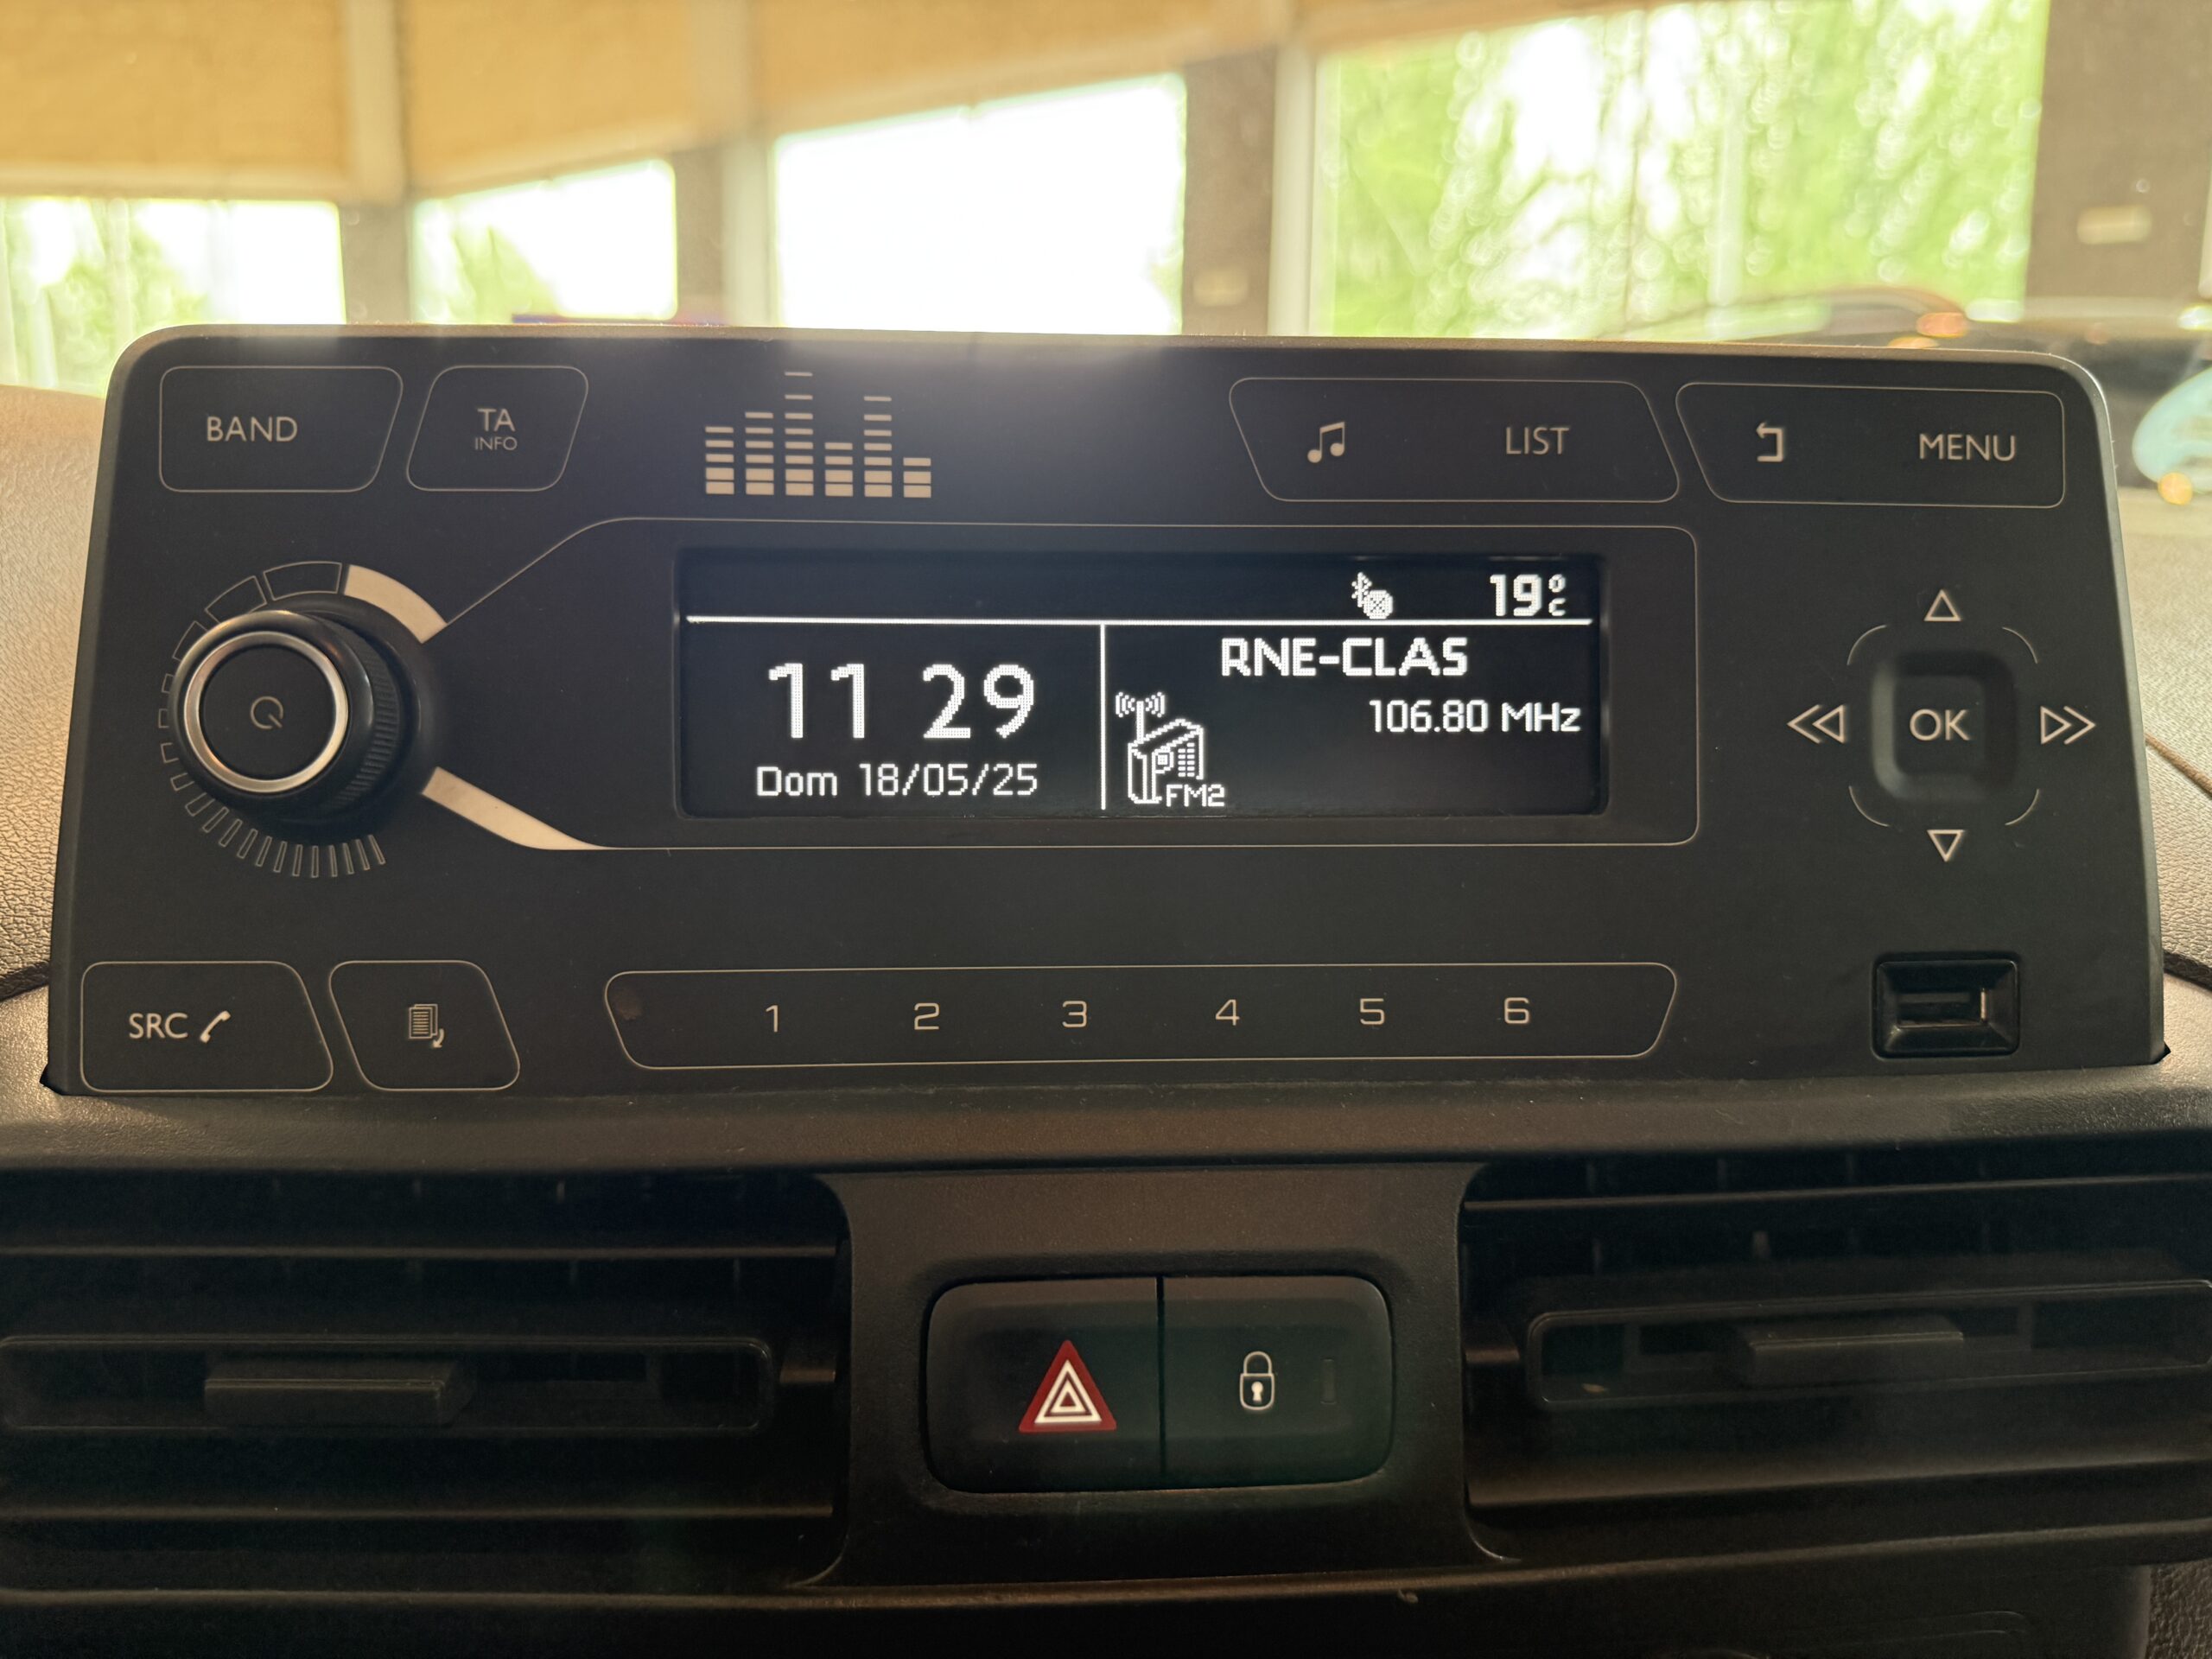 BAND
TA
INFO
LIST
MENU
19°C
11 29
Dom 18/05/25
RNE-CLAS
106.80 MHz
FM2
OK
SRC
1 2 3 4 5 6